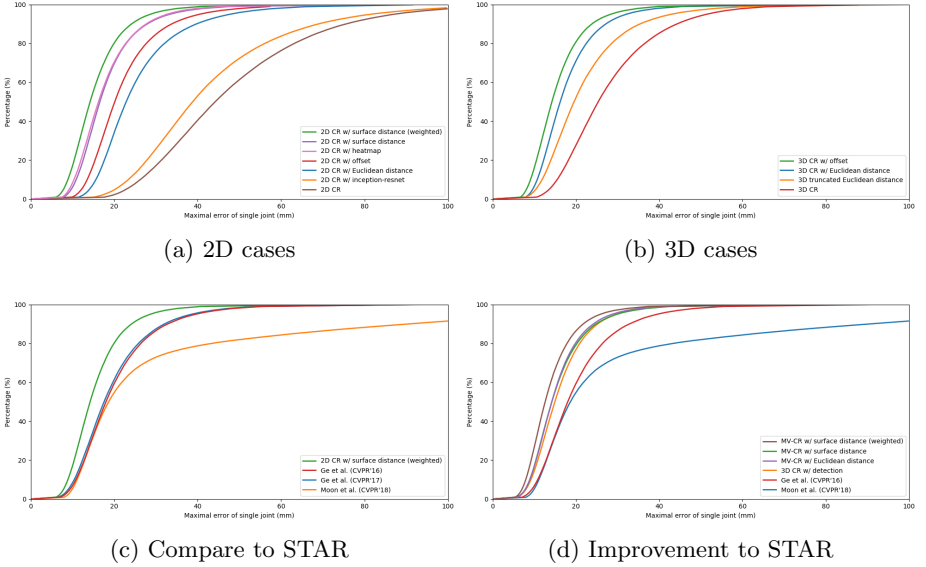 100
80
60
40
20
0
Percentage (%)
2D CR w/ surface distance (weighted)
2D CR w/ surface distance
2D CR w/ heatmap
2D CR w/ offset
2D CR w/ Euclidean distance
2D CR w/ inception-resnet
2D CR
0 20 40 60 80 100
Maximal error of single joint (mm)
(a) 2D cases
100
80
60
40
20
0
Percentage (%)
3D CR w/ offset
3D CR w/ Euclidean distance
3D truncated Euclidean distance
3D CR
0 20 40 60 80 100
Maximal error of single joint (mm)
(b) 3D cases
100
80
60
40
20
0
Percentage (%)
2D CR w/ surface distance (weighted)
Ge et al. (CVPR'16)
Ge et al. (CVPR'17)
Moon et al. (CVPR'18)
0 20 40 60 80 100
Maximal error of single joint (mm)
(c) Compare to STAR
100
80
60
40
20
0
Percentage (%)
MV-CR w/ surface distance (weighted)
MV-CR w/ surface distance
MV-CR w/ Euclidean distance
3D CR w/ detection
Ge et al. (CVPR'16)
Moon et al. (CVPR'18)
0 20 40 60 80 100
Maximal error of single joint (mm)
(d) Improvement to STAR